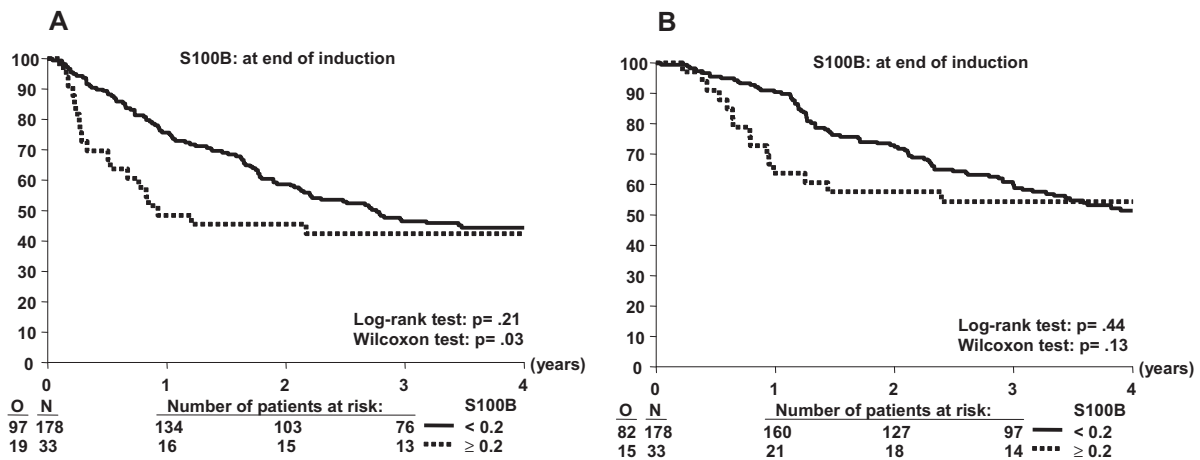 A
S100B: at end of induction
100
90
80
70
60
50
40
30
20
10
0
0 1 2 3 4
(years)
Log-rank test: p= .21
Wilcoxon test: p= .03
O N Number of patients at risk: S100B
97 178 134 103 76 < 0.2
19 33 16 15 13 ≥ 0.2
B
S100B: at end of induction
100
90
80
70
60
50
40
30
20
10
0
0 1 2 3 4
(years)
Log-rank test: p= .44
Wilcoxon test: p= .13
O N Number of patients at risk: S100B
82 178 160 127 97 < 0.2
15 33 21 18 14 ≥ 0.2